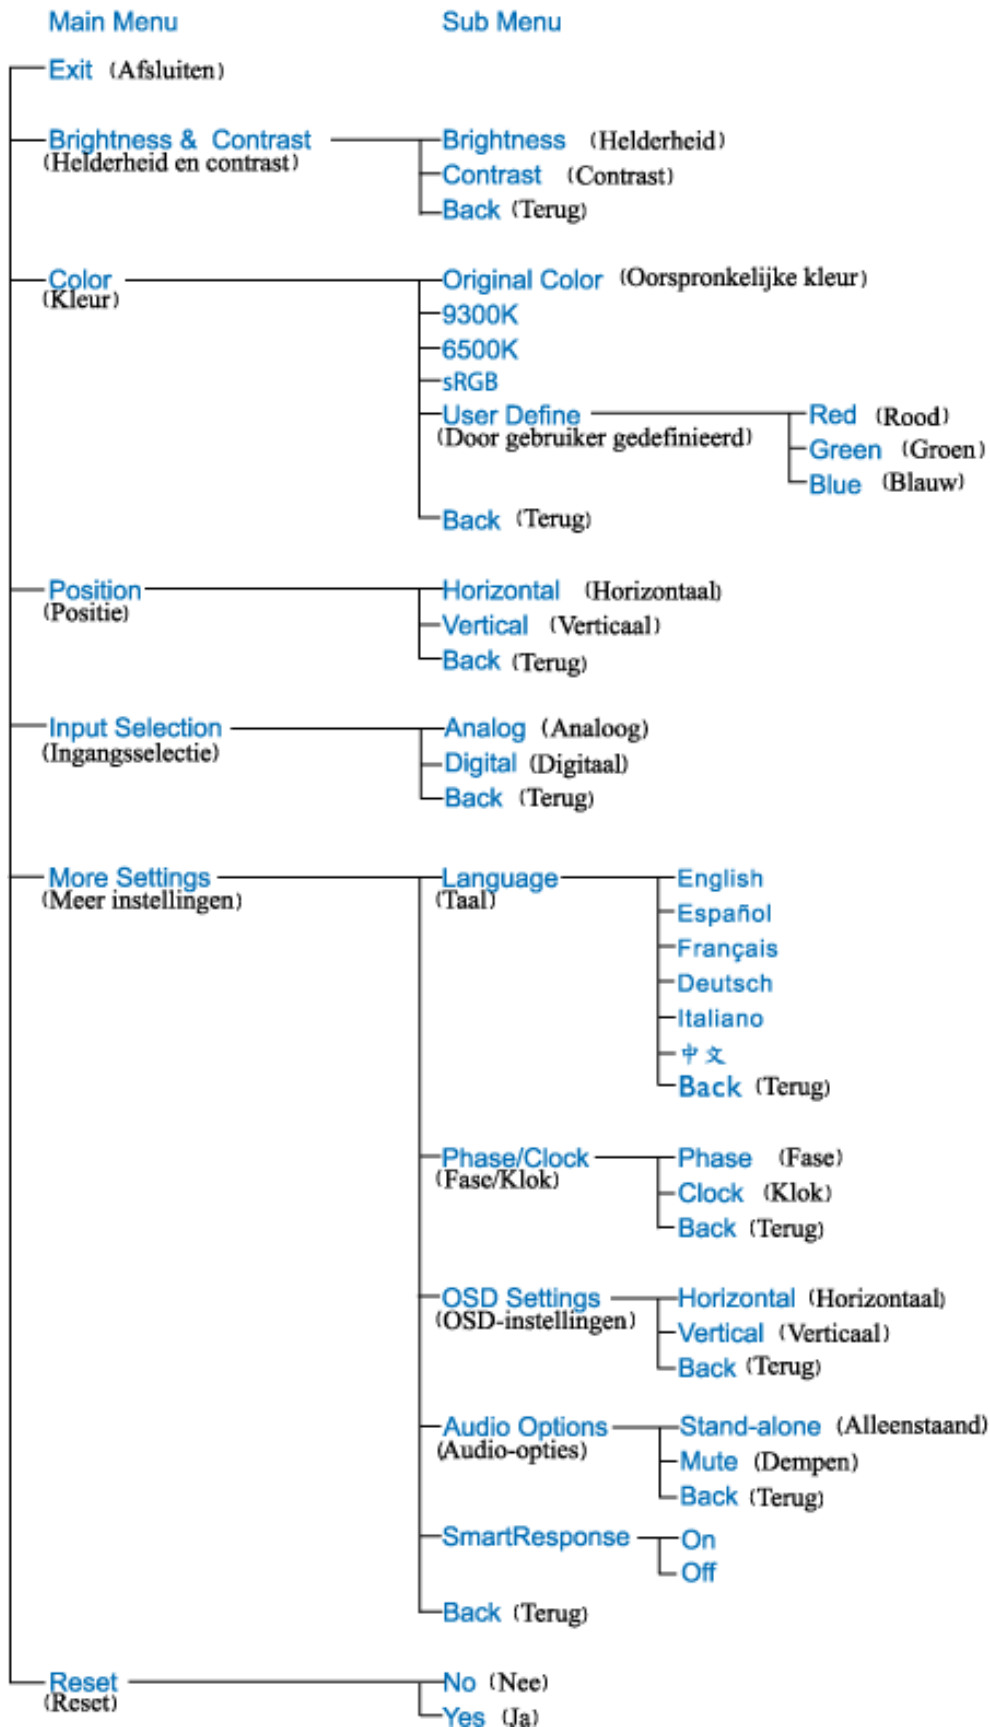 Main Menu Sub Menu
Exit (Afsluiten)
Brightness & Contrast Brightness (Helderheid)
(Helderheid en contrast)
Contrast (Contrast)
Back (Terug)
Color Original Color (Oorspronkelijke kleur)
(Kleur)
9300K
6500K
sRGB
User Define Red (Rood)
(Door gebruiker gedefinieerd)
Green (Groen)
Blue (Blauw)
Back (Terug)
Position Horizontal (Horizontaal)
(Positie)
Vertical (Verticaal)
Back (Terug)
Input Selection Analog (Analoog)
(Ingangsselectie)
Digital (Digitaal)
Back (Terug)
More Settings Language English
(Meer instellingen) (Taal)
Español
Français
Deutsch
Italiano
中文
Back (Terug)
Phase/Clock Phase (Fase)
(Fase/Klok)
Clock (Klok)
Back (Terug)
OSD Settings Horizontal (Horizontaal)
(OSD-instellingen)
Vertical (Verticaal)
Back (Terug)
Audio Options Stand-alone (Alleenstaand)
(Audio-opties)
Mute (Dempen)
Back (Terug)
SmartResponse On
Off
Back (Terug)
Reset No (Nee)
(Reset)
Yes (Ja)